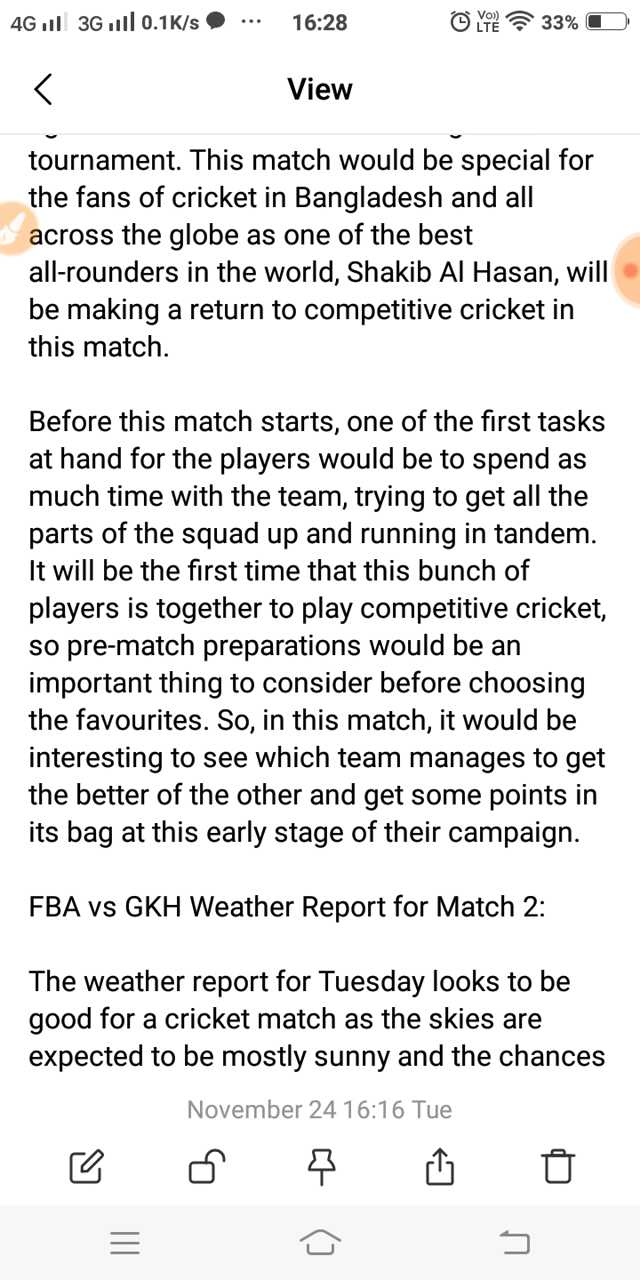 4G 3G 0.1K/s ... 16:28 Vo)) LTE 33%
View
tournament. This match would be special for
the fans of cricket in Bangladesh and all
across the globe as one of the best
all-rounders in the world, Shakib Al Hasan, will
be making a return to competitive cricket in
this match.
Before this match starts, one of the first tasks
at hand for the players would be to spend as
much time with the team, trying to get all the
parts of the squad up and running in tandem.
It will be the first time that this bunch of
players is together to play competitive cricket,
so pre-match preparations would be an
important thing to consider before choosing
the favourites. So, in this match, it would be
interesting to see which team manages to get
the better of the other and get some points in
its bag at this early stage of their campaign.
FBA vs GKH Weather Report for Match 2:
The weather report for Tuesday looks to be
good for a cricket match as the skies are
expected to be mostly sunny and the chances
November 24 16:16 Tue